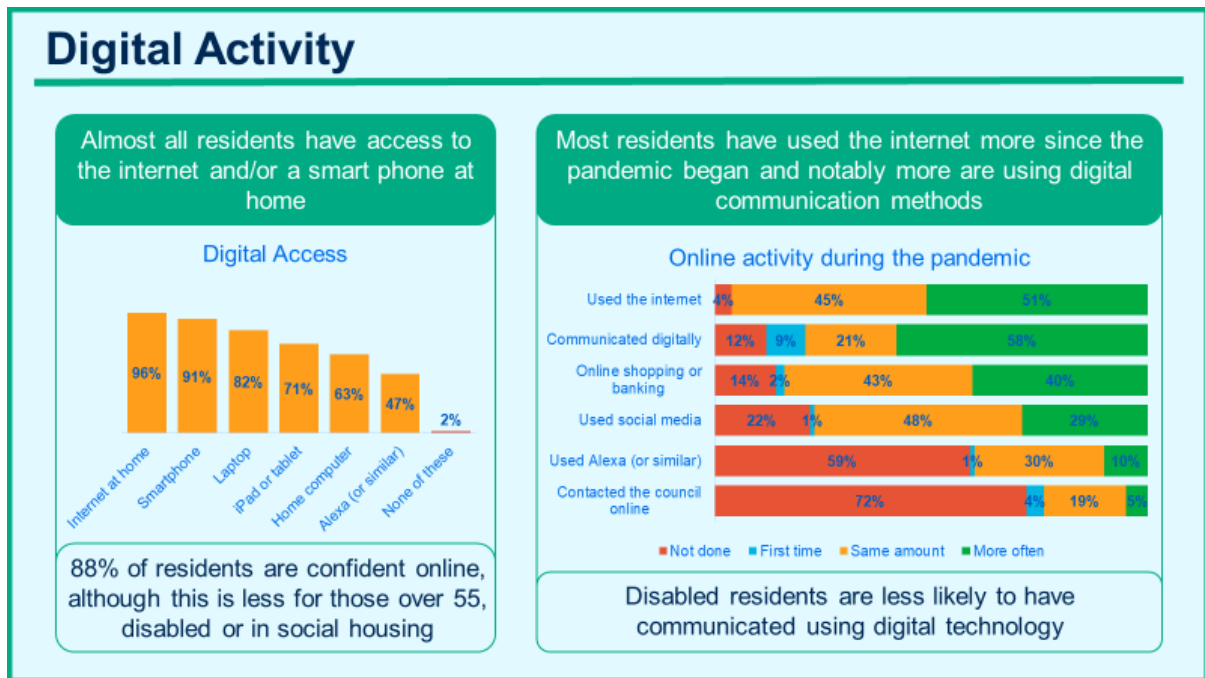 Digital Activity
Almost all residents have access to
the internet and/or a smart phone at
home
Digital Access
96%
91%
82%
71%
63%
47%
2%
Internet at home
Smartphone
Laptop
iPad or tablet
Home computer
Alexa (or similar)
None of these
88% of residents are confident online,
although this is less for those over 55,
disabled or in social housing
Most residents have used the internet more since the
pandemic began and notably more are using digital
communication methods
Online activity during the pandemic
Used the internet 4% 45% 51%
Communicated digitally 12% 9% 21% 58%
Online shopping or
banking 14% 2% 43% 40%
Used social media 22% 1% 48% 29%
Used Alexa (or similar) 59% 1% 30% 10%
Contacted the council
online 72% 4% 19% 5%
Not done First time Same amount More often
Disabled residents are less likely to have
communicated using digital technology